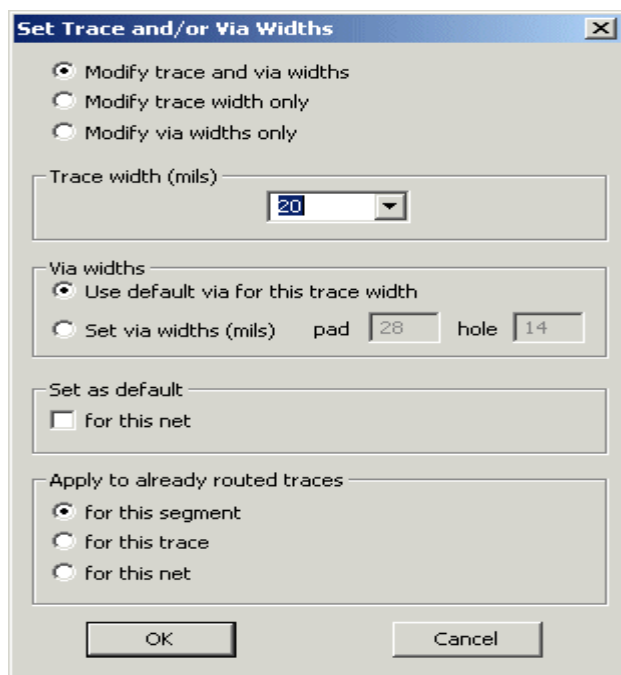 Set Trace and/or Via Widths
Modify trace and via widths
Modify trace width only
Modify via widths only
Trace width (mils)
20
Via widths
Use default via for this trace width
Set via widths (mils) pad 28 hole 14
Set as default
for this net
Apply to already routed traces
for this segment
for this trace
for this net
OK Cancel